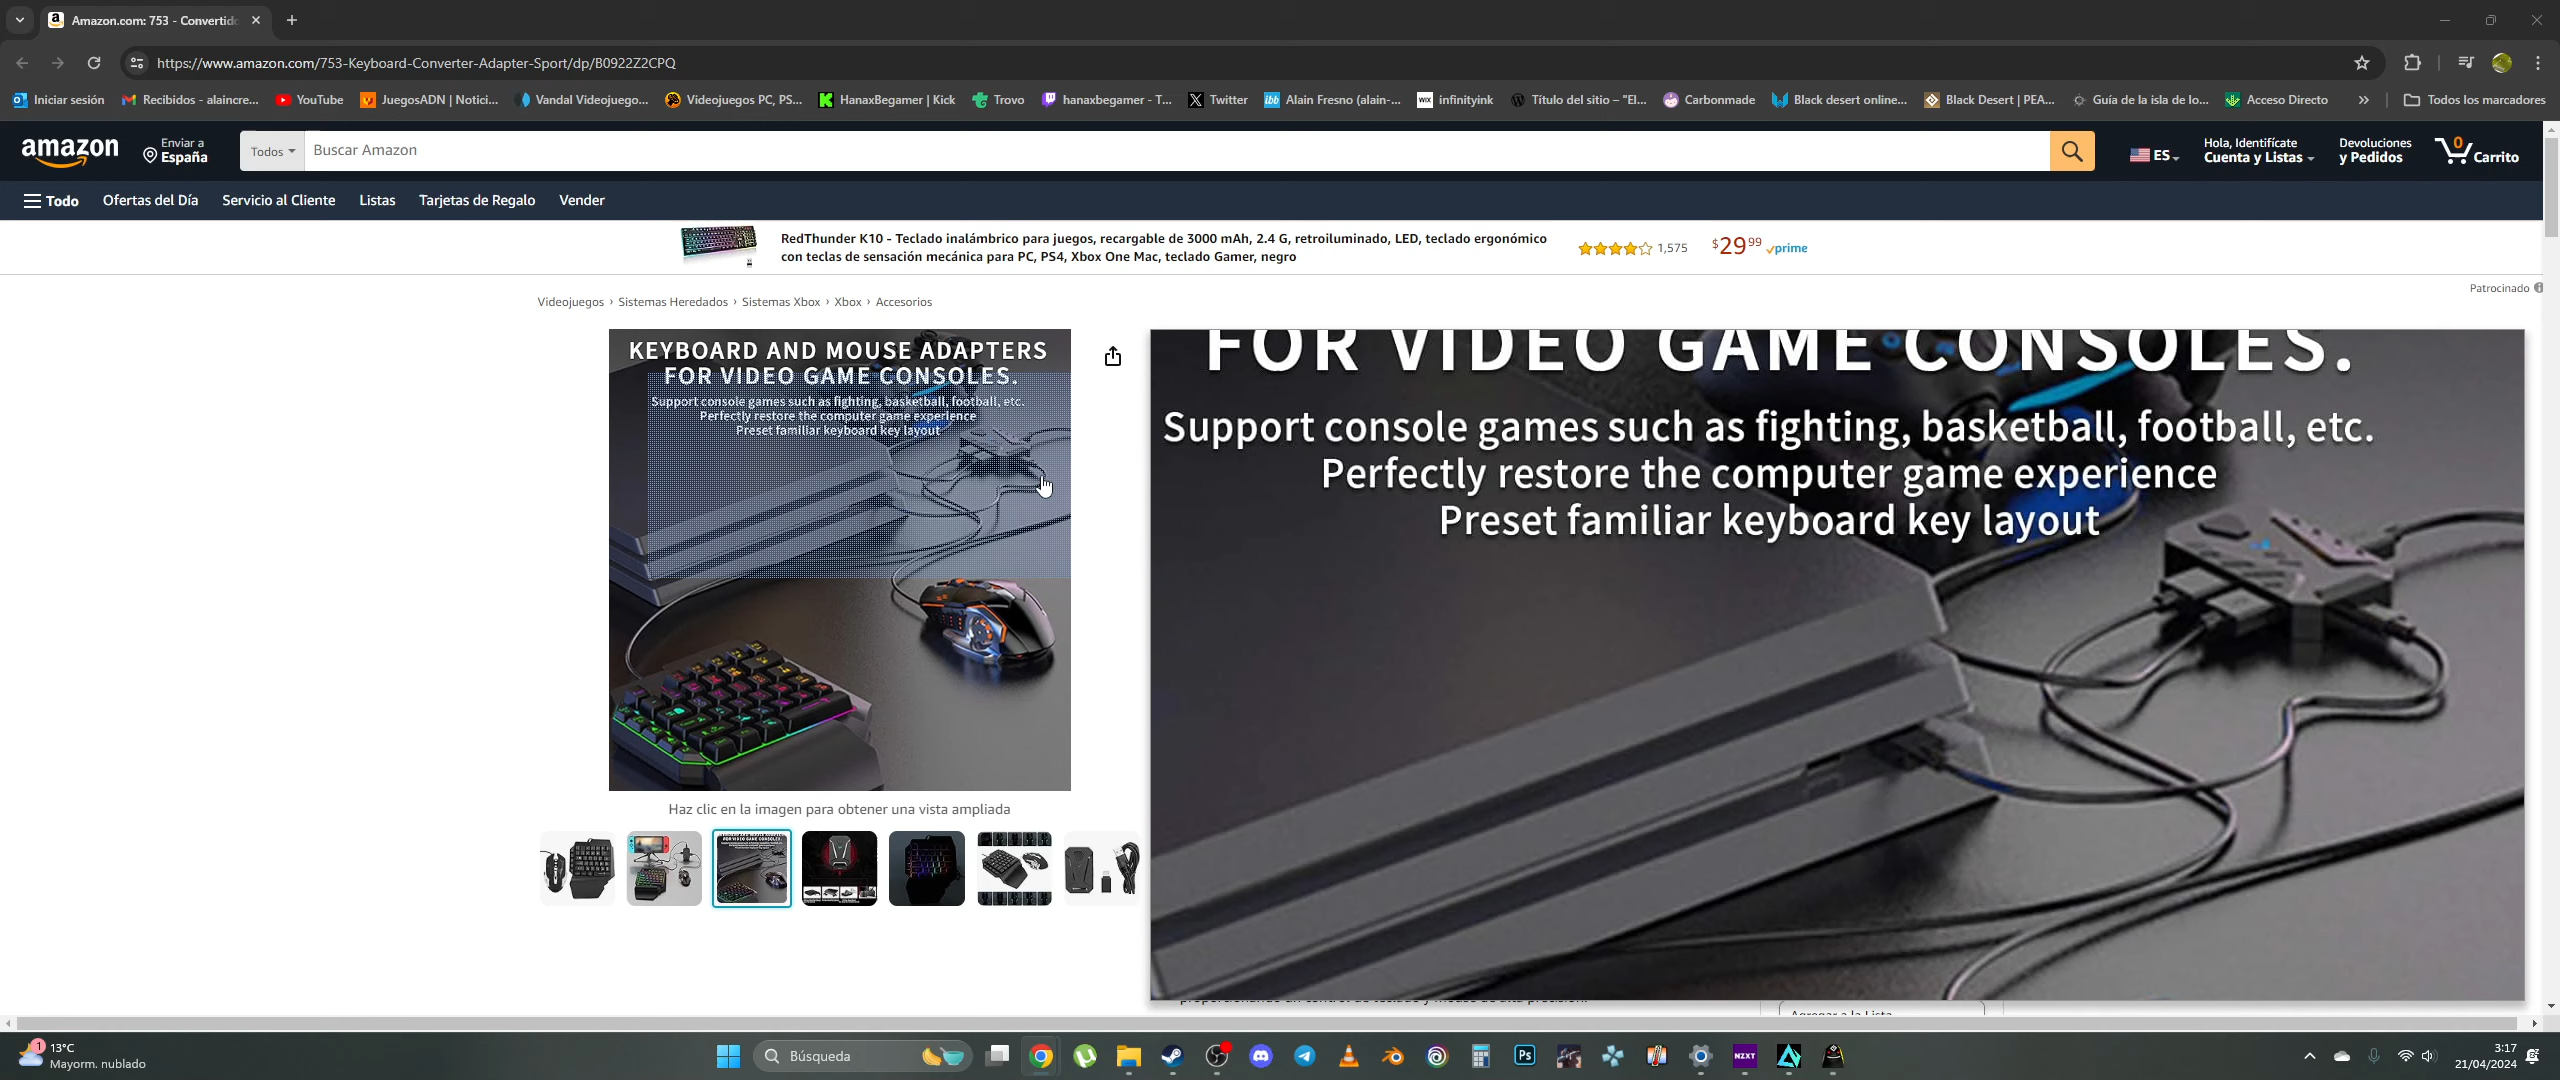 Amazon.com: 753 - Convertid
https://www.amazon.com/753-Keyboard-Converter-Adapter-Sport/dp/B0922Z2CPQ
Iniciar sesión
Recibidos - alaincre...
YouTube
JuegosADN | Notici...
Vandal Videojuego...
Videojuegos PC, PS...
HanaxBegamer | Kick
Trovo
hanaxbegamer - T...
Twitter
Alain Fresno (alain-...
infinityink
Título del sitio – "El...
Carbonmade
Black desert online...
Black Desert | PEA...
Guía de la isla de lo...
Acceso Directo
»
Todos los marcadores
amazon
Enviar a
España
Todos
Buscar Amazon
ES
Hola, Identifícate
Cuenta y Listas
Devoluciones
y Pedidos
0
Carrito
Todo
Ofertas del Día
Servicio al Cliente
Listas
Tarjetas de Regalo
Vender
RedThunder K10 - Teclado inalámbrico para juegos, recargable de 3000 mAh, 2.4 G, retroiluminado, LED, teclado ergonómico
con teclas de sensación mecánica para PC, PS4, Xbox One Mac, teclado Gamer, negro
1,575
$29 99
prime
Patrocinado
Videojuegos › Sistemas Heredados › Sistemas Xbox › Xbox › Accesorios
KEYBOARD AND MOUSE ADAPTERS
FOR VIDEO GAME CONSOLES.
Support console games such as fighting, basketball, football, etc.
Perfectly restore the computer game experience
Preset familiar keyboard key layout
FOR VIDEO GAME CONSOLES.
Support console games such as fighting, basketball, football, etc.
Perfectly restore the computer game experience
Preset familiar keyboard key layout
Haz clic en la imagen para obtener una vista ampliada
Agregar a la Lista
1
13°C
Mayorm. nublado
Búsqueda
Ps
NZXT
3:17
21/04/2024